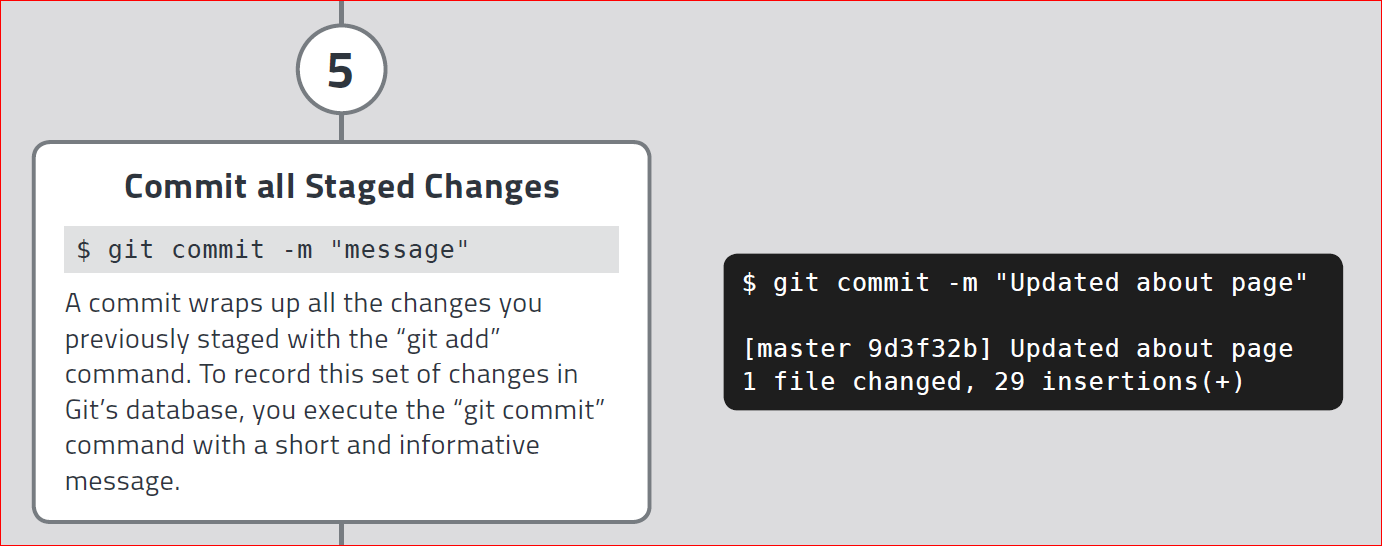 5
Commit all Staged Changes
$ git commit -m "message"
A commit wraps up all the changes you
previously staged with the “git add”
command. To record this set of changes in
Git’s database, you execute the “git commit”
command with a short and informative
message.
$ git commit -m "Updated about page"
[master 9d3f32b] Updated about page
1 file changed, 29 insertions(+)